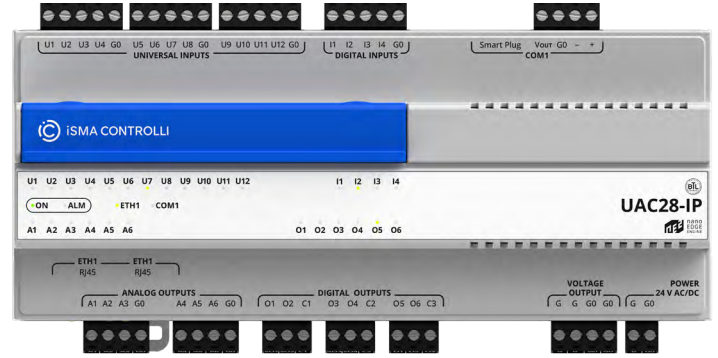 U1 U2 U3 U4 G0 U5 U6 U7 U8 G0 U9 U10 U11 U12 G0 I1 I2 I3 I4 G0 Smart Plug Vout G0 – +
UNIVERSAL INPUTS DIGITAL INPUTS COM1
iSMA CONTROLLI
U1 U2 U3 U4 U5 U6 U7 U8 U9 U10 U11 U12 I1 I2 I3 I4
BTL
ON ALM ETH1 COM1 UAC28-IP
A1 A2 A3 A4 A5 A6 O1 O2 O3 O4 O5 O6
nano
EDGE
ENGINE
ETH1 ETH1
RJ45 RJ45
ANALOG OUTPUTS DIGITAL OUTPUTS VOLTAGE OUTPUT POWER 24 V AC/DC
A1 A2 A3 G0 A4 A5 A6 G0 O1 O2 C1 O3 O4 C2 O5 O6 C3 G G G0 G0 G G0